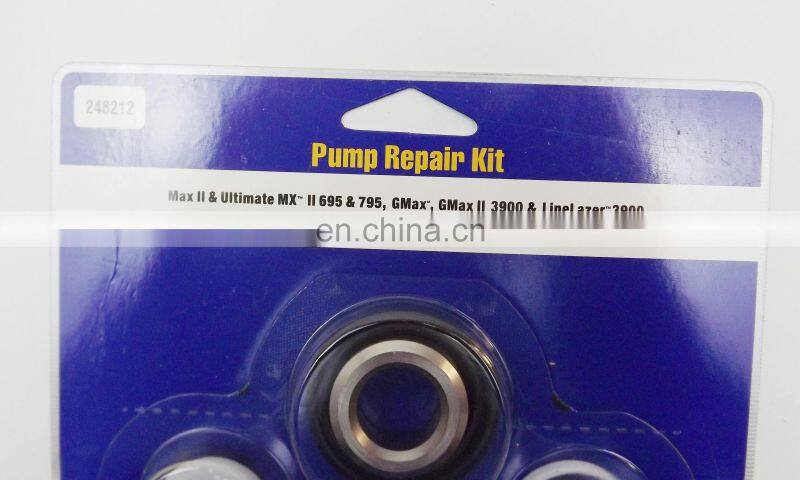 248212
Pump Repair Kit
Max II & Ultimate MX™ II 695 & 795, GMax™, GMax II 3900 & LineLazer™ 3900
en.china.cn